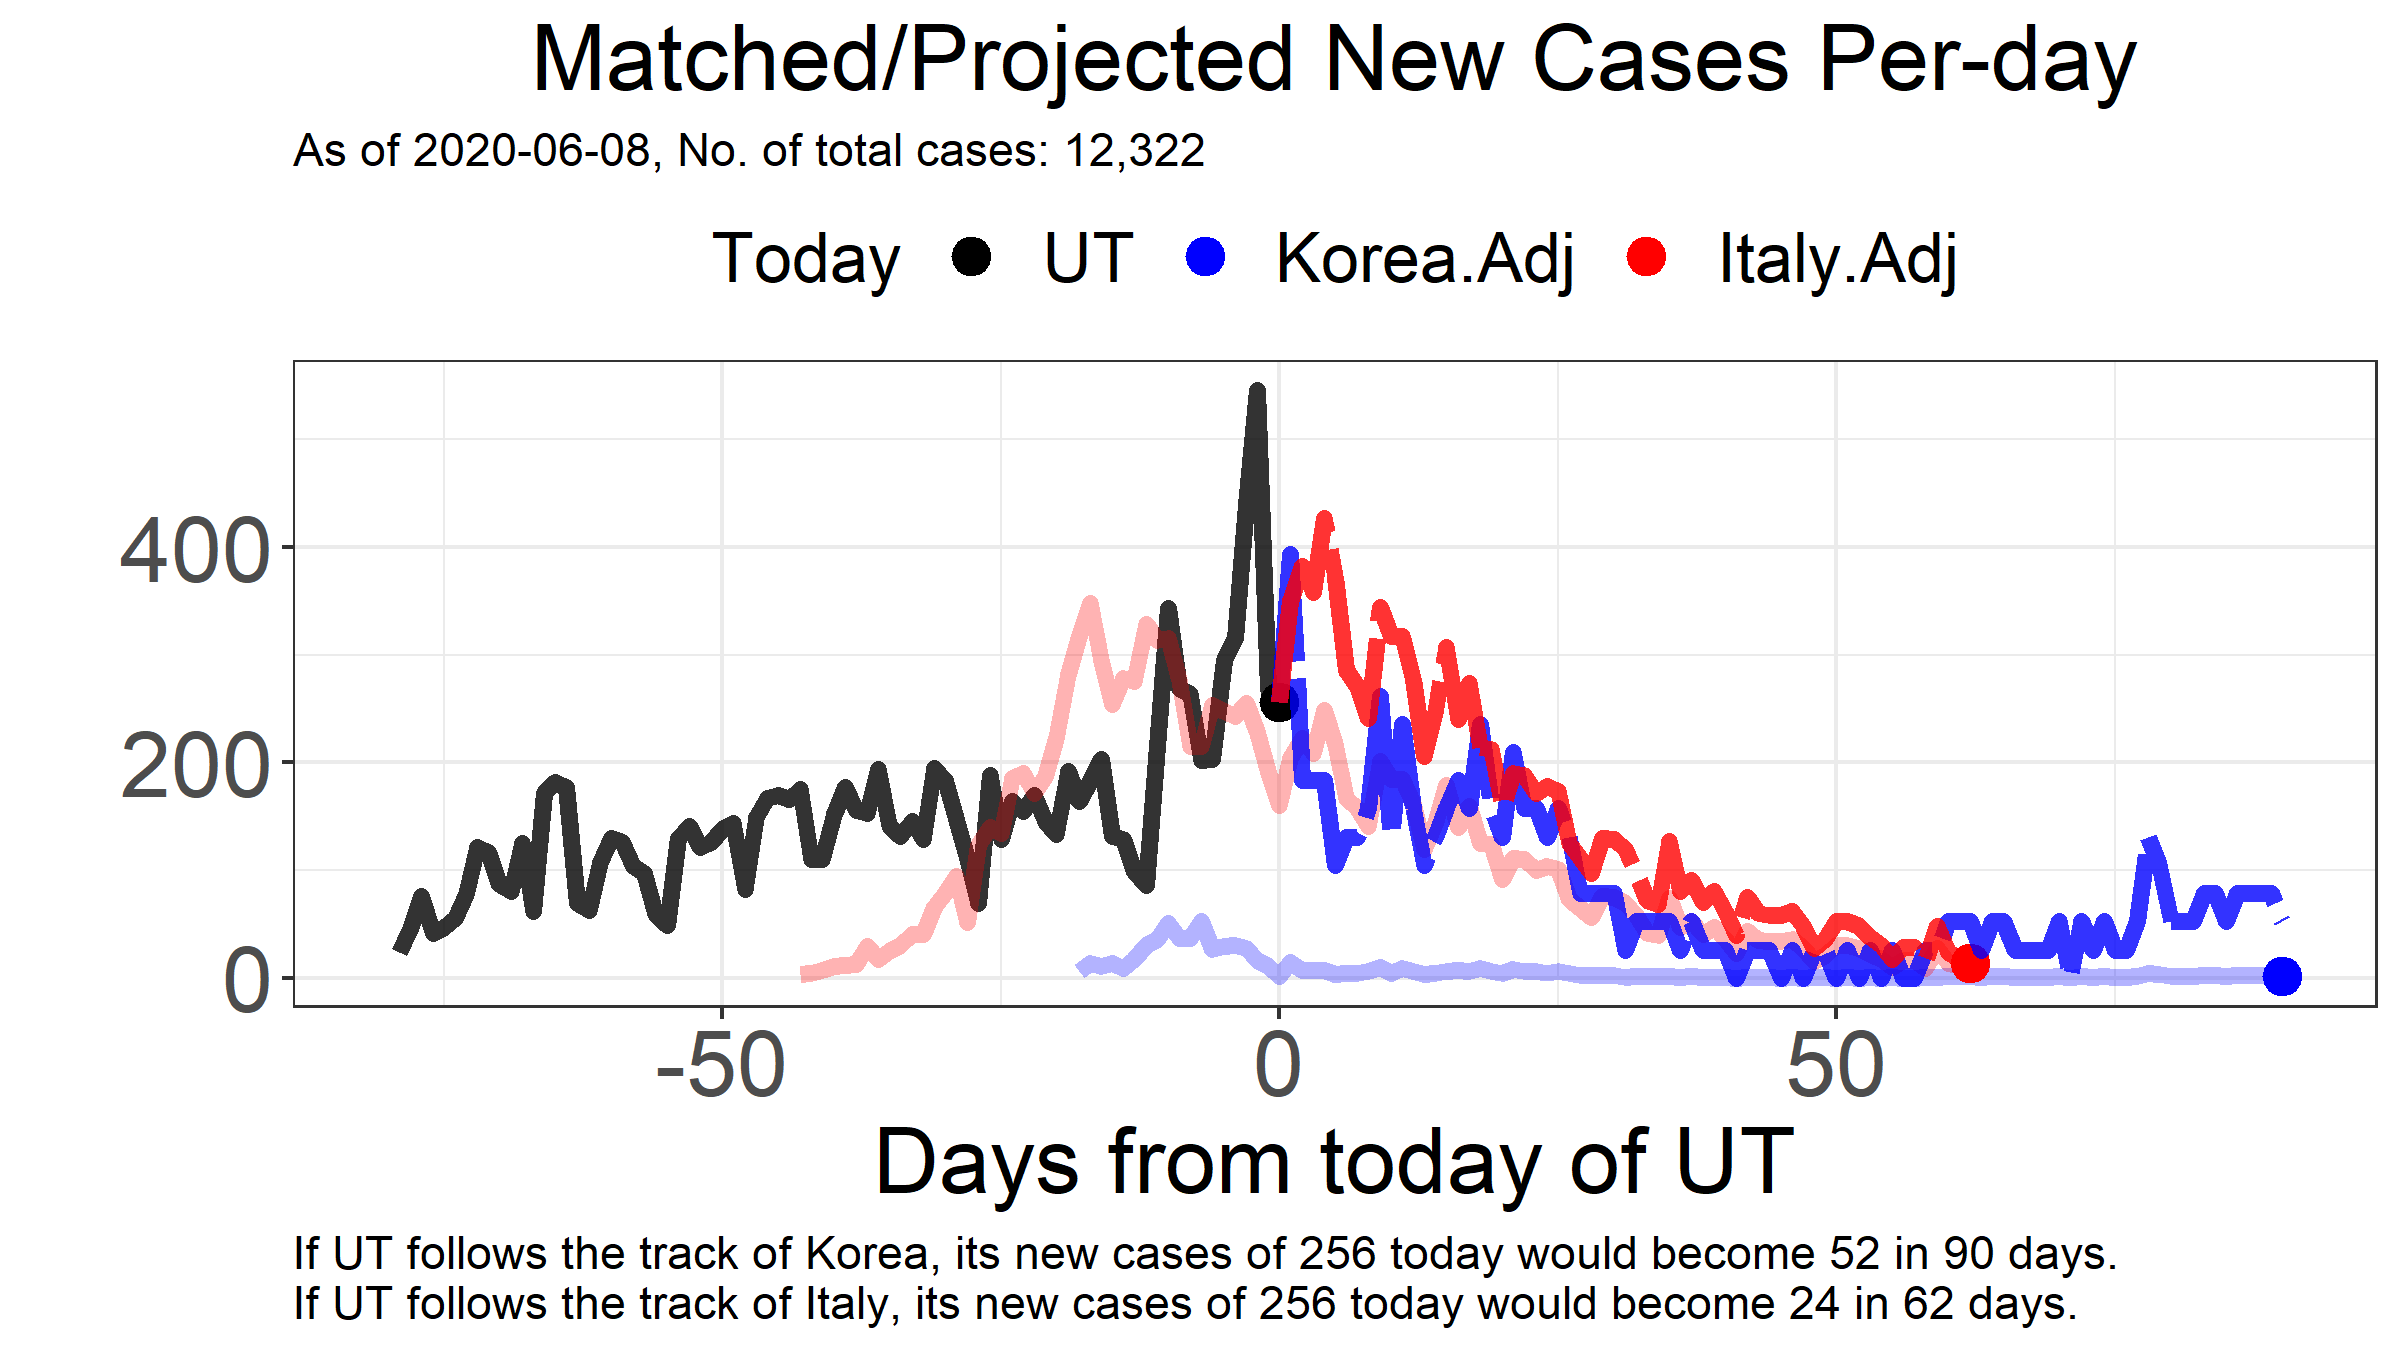 Matched/Projected New Cases Per-day
As of 2020-06-08, No. of total cases: 12,322
Today UT Korea.Adj Italy.Adj
400
200
0
-50 0 50
Days from today of UT
If UT follows the track of Korea, its new cases of 256 today would become 52 in 90 days.
If UT follows the track of Italy, its new cases of 256 today would become 24 in 62 days.